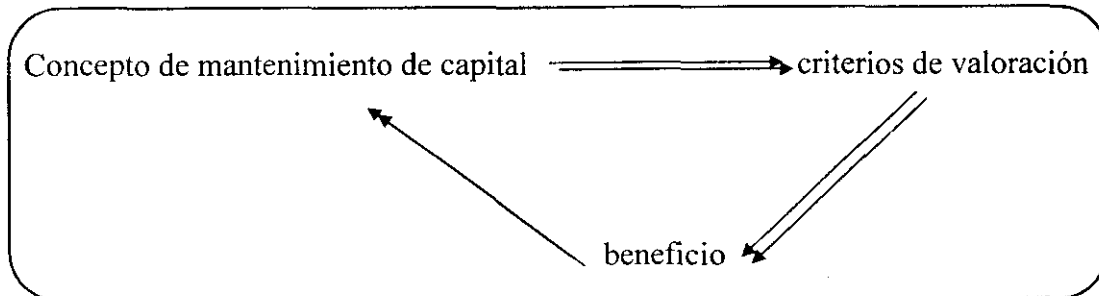 Concepto de mantenimiento de capital
criterios de valoración
beneficio